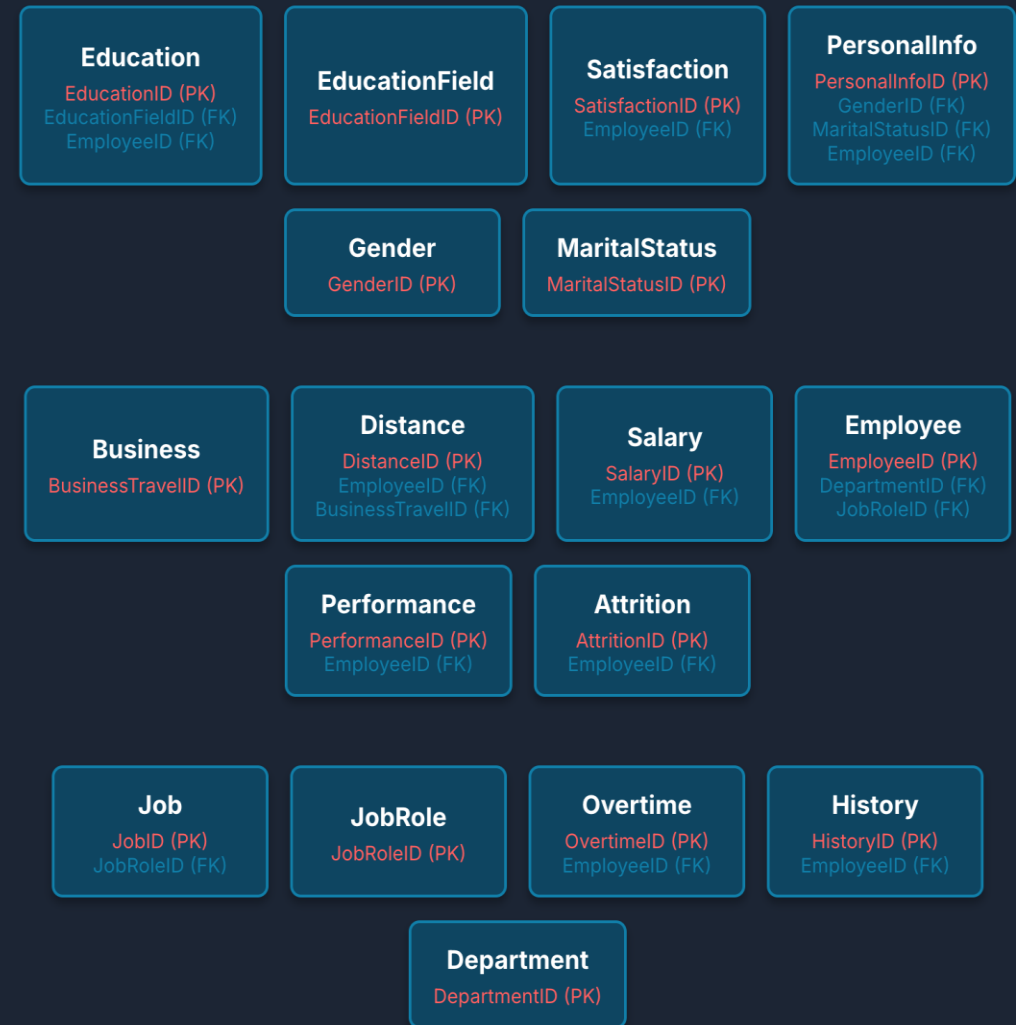 Education
EducationID (PK)
EducationFieldID (FK)
EmployeeID (FK)
EducationField
EducationFieldID (PK)
Satisfaction
SatisfactionID (PK)
EmployeeID (FK)
PersonalInfo
PersonalInfoID (PK)
GenderID (FK)
MaritalStatusID (FK)
EmployeeID (FK)
Gender
GenderID (PK)
MaritalStatus
MaritalStatusID (PK)
Business
BusinessTravelID (PK)
Distance
DistanceID (PK)
EmployeeID (FK)
BusinessTravelID (FK)
Salary
SalaryID (PK)
EmployeeID (FK)
Employee
EmployeeID (PK)
DepartmentID (FK)
JobRoleID (FK)
Performance
PerformanceID (PK)
EmployeeID (FK)
Attrition
AttritionID (PK)
EmployeeID (FK)
Job
JobID (PK)
JobRoleID (FK)
JobRole
JobRoleID (PK)
Overtime
OvertimeID (PK)
EmployeeID (FK)
History
HistoryID (PK)
EmployeeID (FK)
Department
DepartmentID (PK)